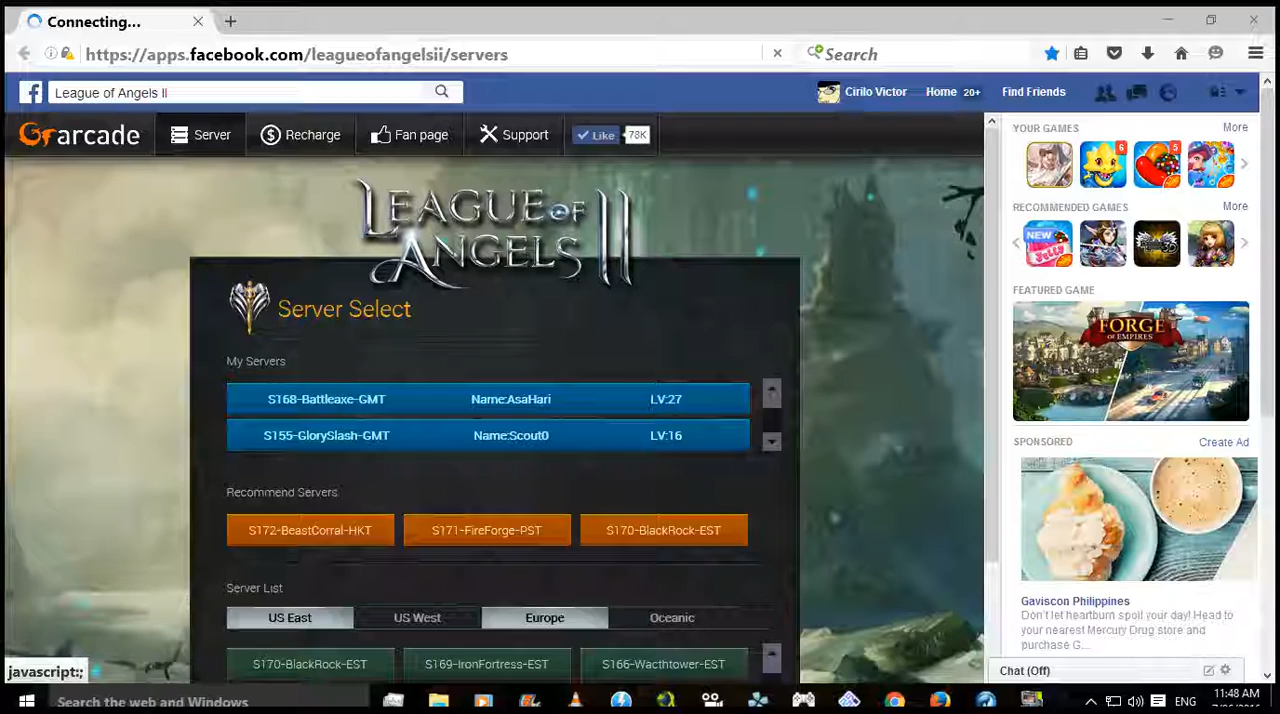 Connecting...
https://apps.facebook.com/leagueofangelsii/servers
Search
League of Angels II
Cirilo Victor
Home 20+
Find Friends
arcade
Server
Recharge
Fan page
Support
Like
78K
LEAGUE OF
ANGELS II
Server Select
My Servers
S168-Battleaxe-GMT Name:AsaHari LV:27
S155-GlorySlash-GMT Name:Scout0 LV:16
Recommend Servers
S172-BeastCorral-HKT
S171-FireForge-PST
S170-BlackRock-EST
Server List
US East
US West
Europe
Oceanic
S170-BlackRock-EST
S169-IronFortress-EST
S166-Wacthtower-EST
YOUR GAMES More
6
5
RECOMMENDED GAMES More
NEW
Jelly
FEATURED GAME
FORGE
OF EMPIRES
SPONSORED Create Ad
Gaviscon Philippines
Don't let heartburn spoil your day! Head to
your nearest Mercury Drug store and
purchase G...
Chat (Off)
javascript:;
Search the web and Windows
ENG
11:48 AM